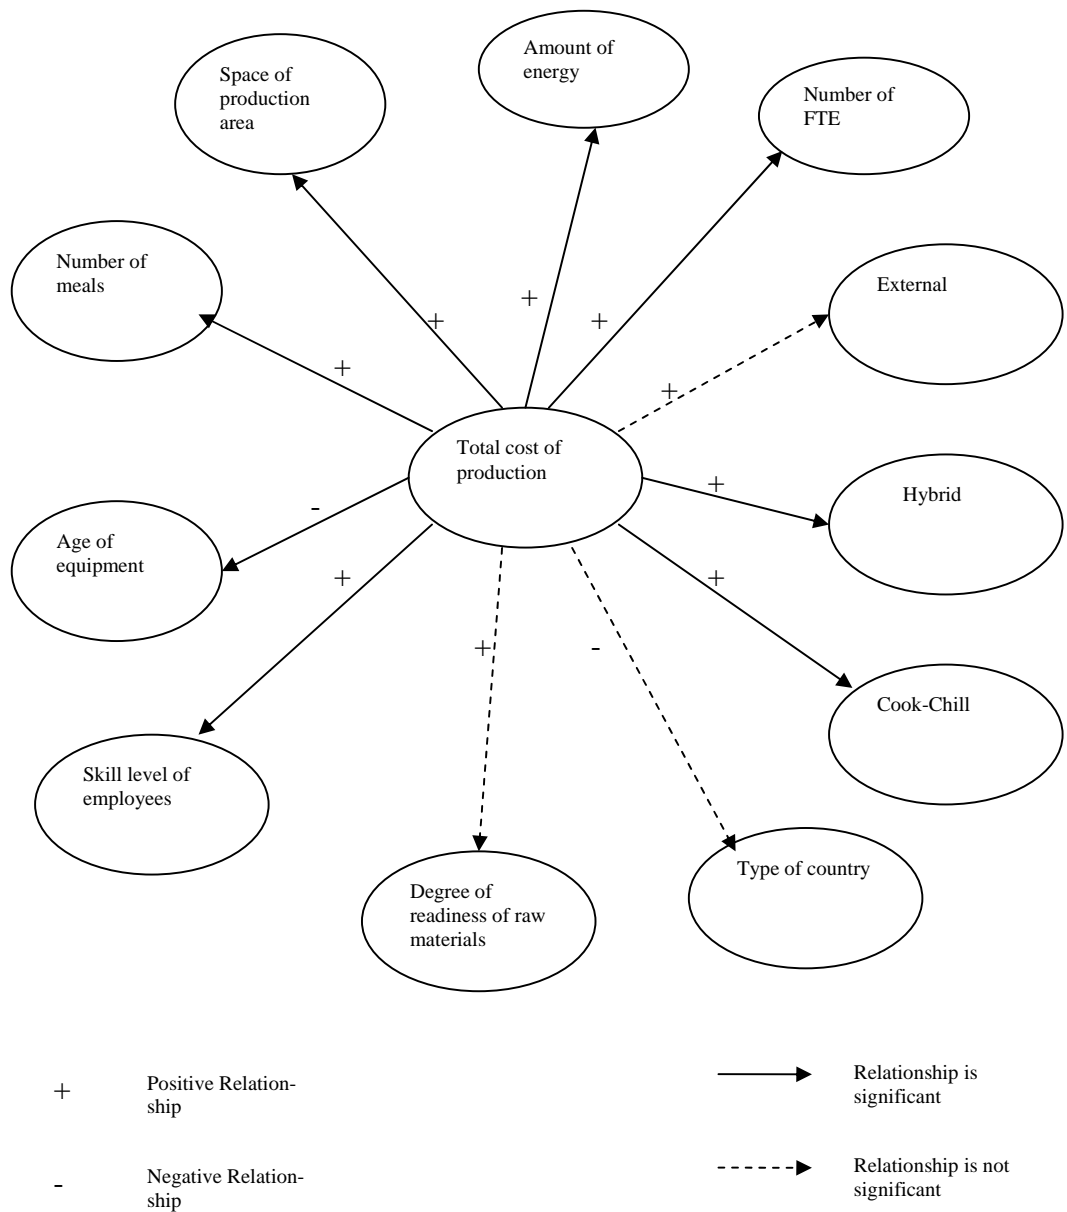 Amount of
energy
Space of
production
area
Number of
FTE
Number of
meals
External
+
+
+
+
+
Total cost of
production
Hybrid
+
-
Age of
equipment
+
+
Cook-Chill
+
-
Skill level of
employees
Type of country
Degree of
readiness of raw
materials
+
Positive Relation-
ship
Relationship is
significant
-
Negative Relation-
ship
Relationship is not
significant